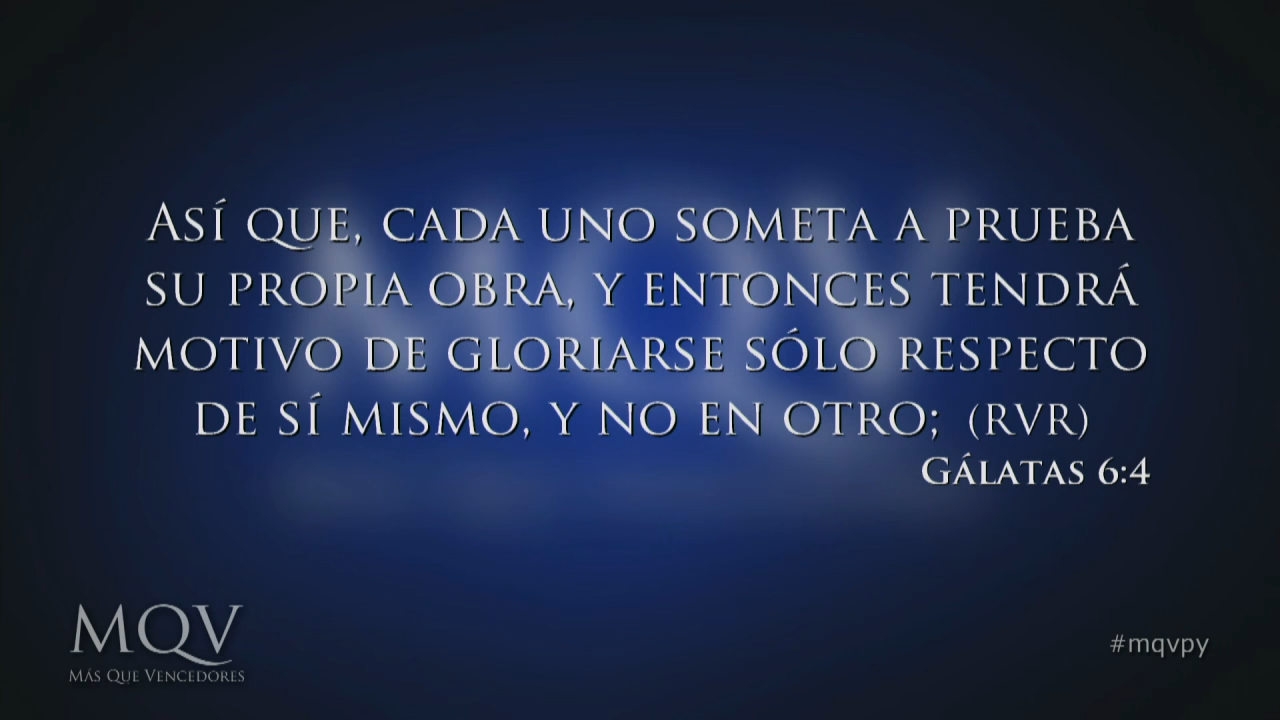 Así que, cada uno someta a prueba
su propia obra, y entonces tendrá
motivo de gloriarse sólo respecto
de sí mismo, y no en otro; (RVR)
Gálatas 6:4
MQV
Más Que Vencedores
#mqvpy